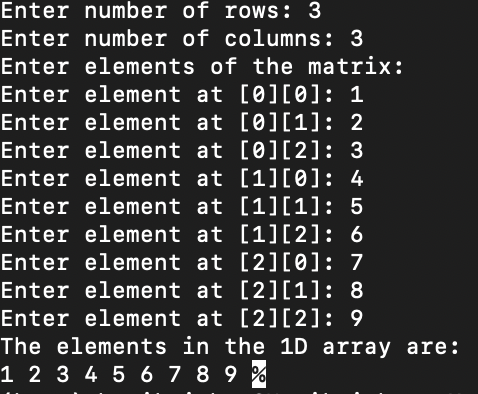 Enter number of rows: 3
Enter number of columns: 3
Enter elements of the matrix:
Enter element at [0][0]: 1
Enter element at [0][1]: 2
Enter element at [0][2]: 3
Enter element at [1][0]: 4
Enter element at [1][1]: 5
Enter element at [1][2]: 6
Enter element at [2][0]: 7
Enter element at [2][1]: 8
Enter element at [2][2]: 9
The elements in the 1D array are:
1 2 3 4 5 6 7 8 9 %